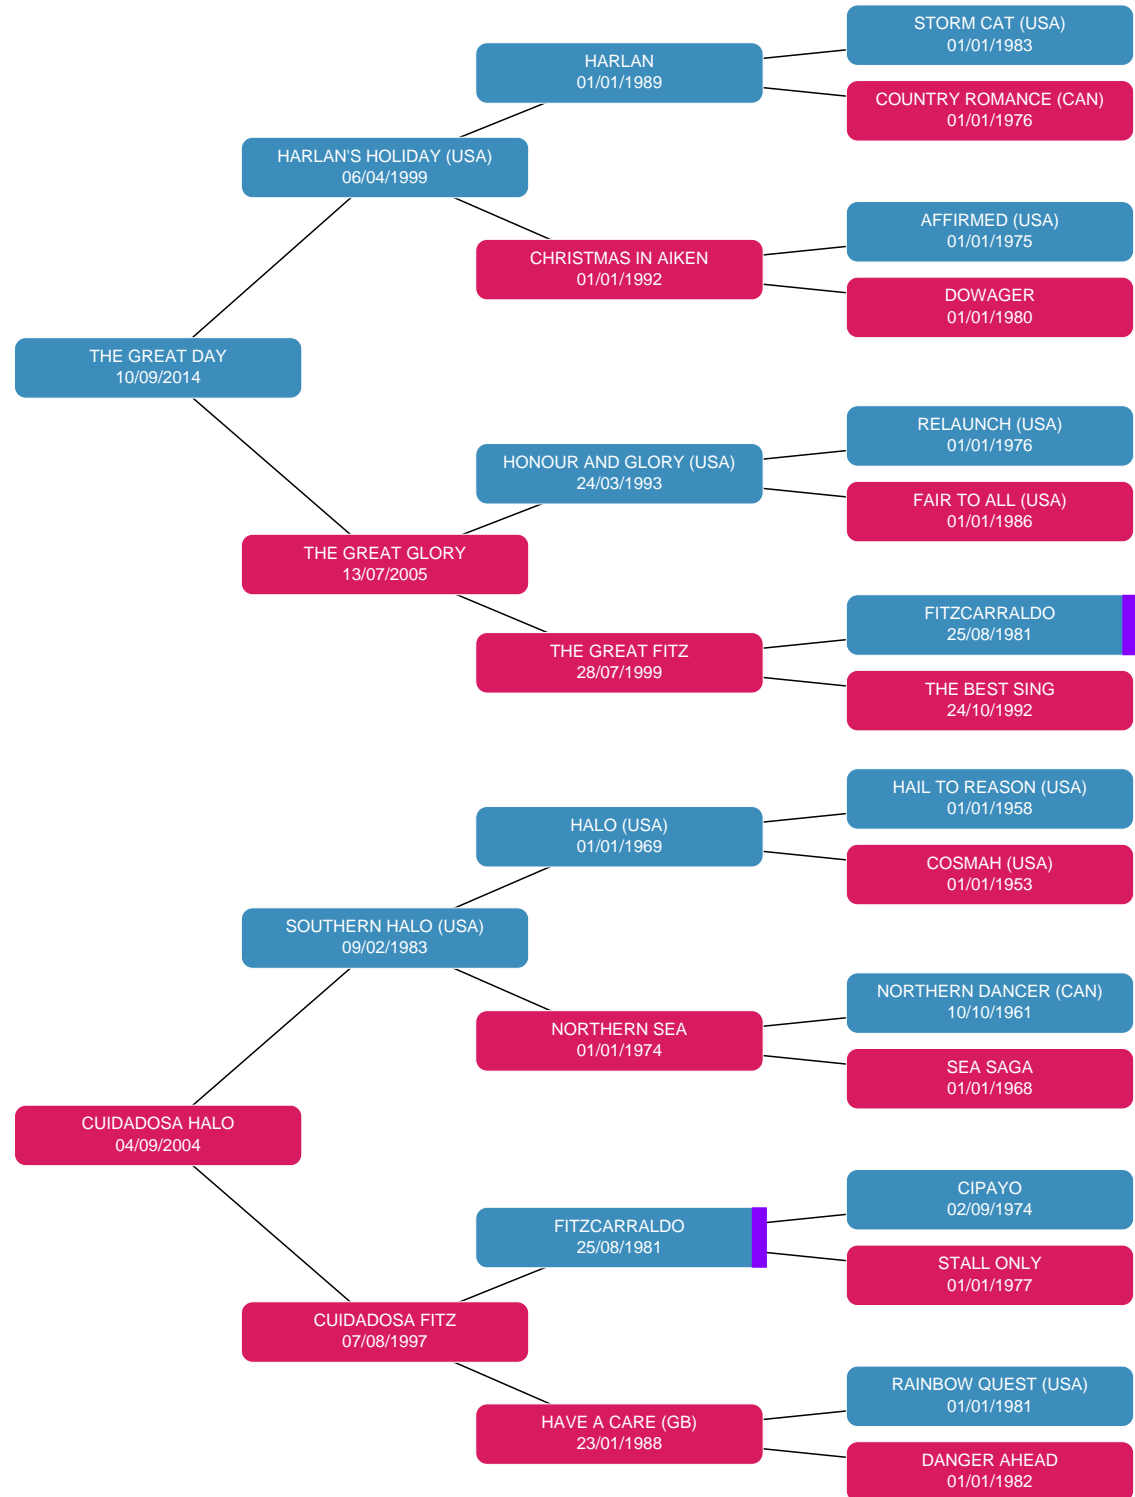 STORM CAT (USA)
01/01/1983
HARLAN
01/01/1989
COUNTRY ROMANCE (CAN)
01/01/1976
HARLAN'S HOLIDAY (USA)
06/04/1999
AFFIRMED (USA)
01/01/1975
CHRISTMAS IN AIKEN
01/01/1992
DOWAGER
01/01/1980
THE GREAT DAY
10/09/2014
RELAUNCH (USA)
01/01/1976
HONOUR AND GLORY (USA)
24/03/1993
FAIR TO ALL (USA)
01/01/1986
THE GREAT GLORY
13/07/2005
FITZCARRALDO
25/08/1981
THE GREAT FITZ
28/07/1999
THE BEST SING
24/10/1992
HAIL TO REASON (USA)
01/01/1958
HALO (USA)
01/01/1969
COSMAH (USA)
01/01/1953
SOUTHERN HALO (USA)
09/02/1983
NORTHERN DANCER (CAN)
10/10/1961
NORTHERN SEA
01/01/1974
SEA SAGA
01/01/1968
CUIDADOSA HALO
04/09/2004
CIPAYO
02/09/1974
FITZCARRALDO
25/08/1981
STALL ONLY
01/01/1977
CUIDADOSA FITZ
07/08/1997
RAINBOW QUEST (USA)
01/01/1981
HAVE A CARE (GB)
23/01/1988
DANGER AHEAD
01/01/1982